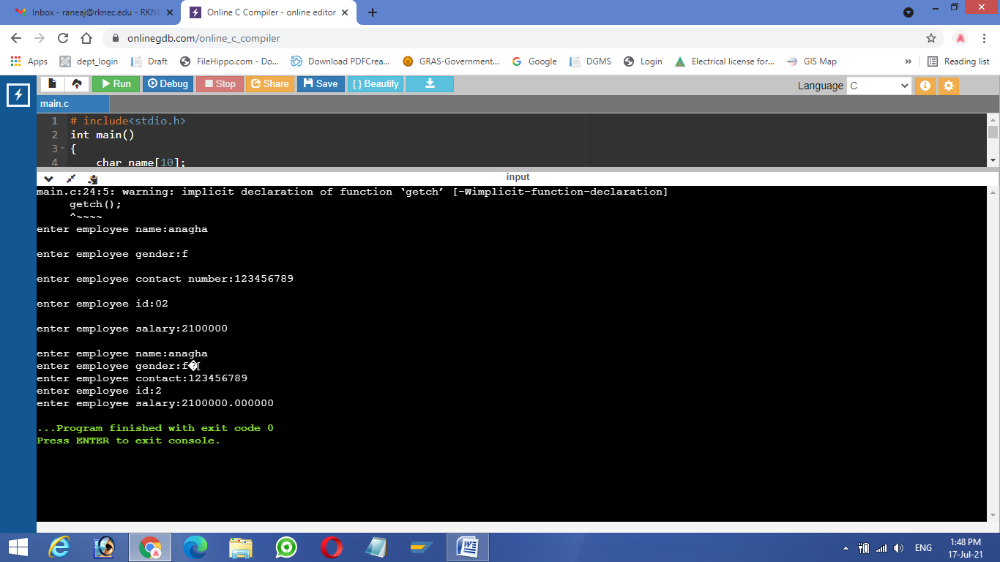 Inbox - raneaj@rknec.edu - RKNE
Online C Compiler - online editor
onlinegdb.com/online_c_compiler
Apps
dept_login
Draft
FileHippo.com - Do...
Download PDFCrea...
GRAS-Government...
Google
DGMS
Login
Electrical license for...
GIS Map
»
Reading list
Run
Debug
Stop
Share
Save
{ } Beautify
Language
C
main.c
1 # include<stdio.h>
2 int main()
3 {
4 char name[10];
input
main.c:24:5: warning: implicit declaration of function ‘getch’ [-Wimplicit-function-declaration]
getch();
^~~~~
enter employee name:anagha
enter employee gender:f
enter employee contact number:123456789
enter employee id:02
enter employee salary:2100000
enter employee name:anagha
enter employee gender:f�[
enter employee contact:123456789
enter employee id:2
enter employee salary:2100000.000000
...Program finished with exit code 0
Press ENTER to exit console.
ENG
1:48 PM
17-Jul-21